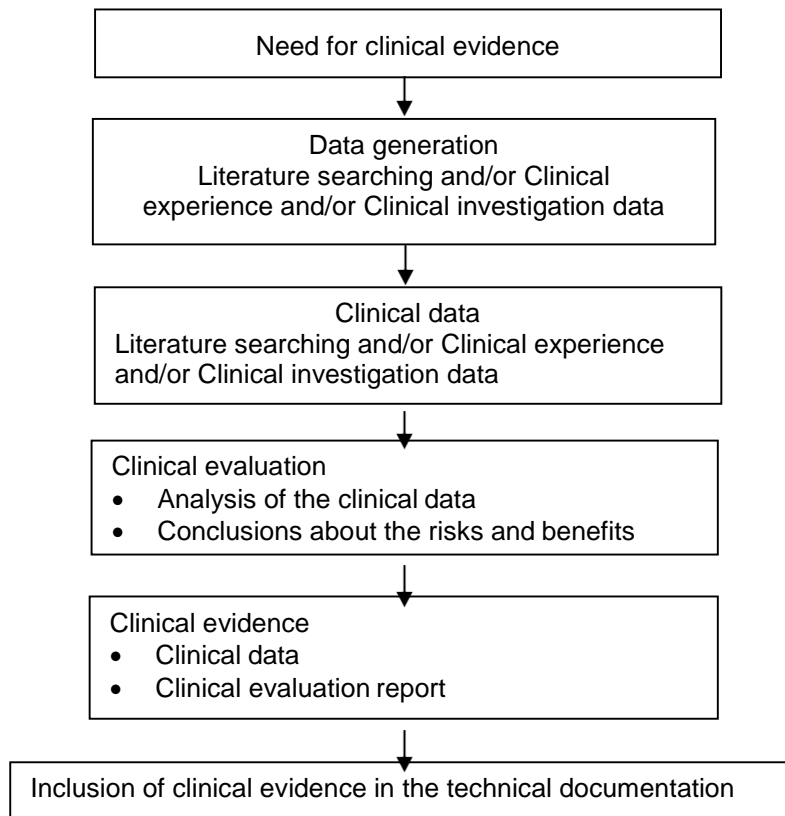 Need for clinical evidence
Data generation
Literature searching and/or Clinical
experience and/or Clinical investigation data
Clinical data
Literature searching and/or Clinical experience
and/or Clinical investigation data
Clinical evaluation
• Analysis of the clinical data
• Conclusions about the risks and benefits
Clinical evidence
• Clinical data
• Clinical evaluation report
Inclusion of clinical evidence in the technical documentation